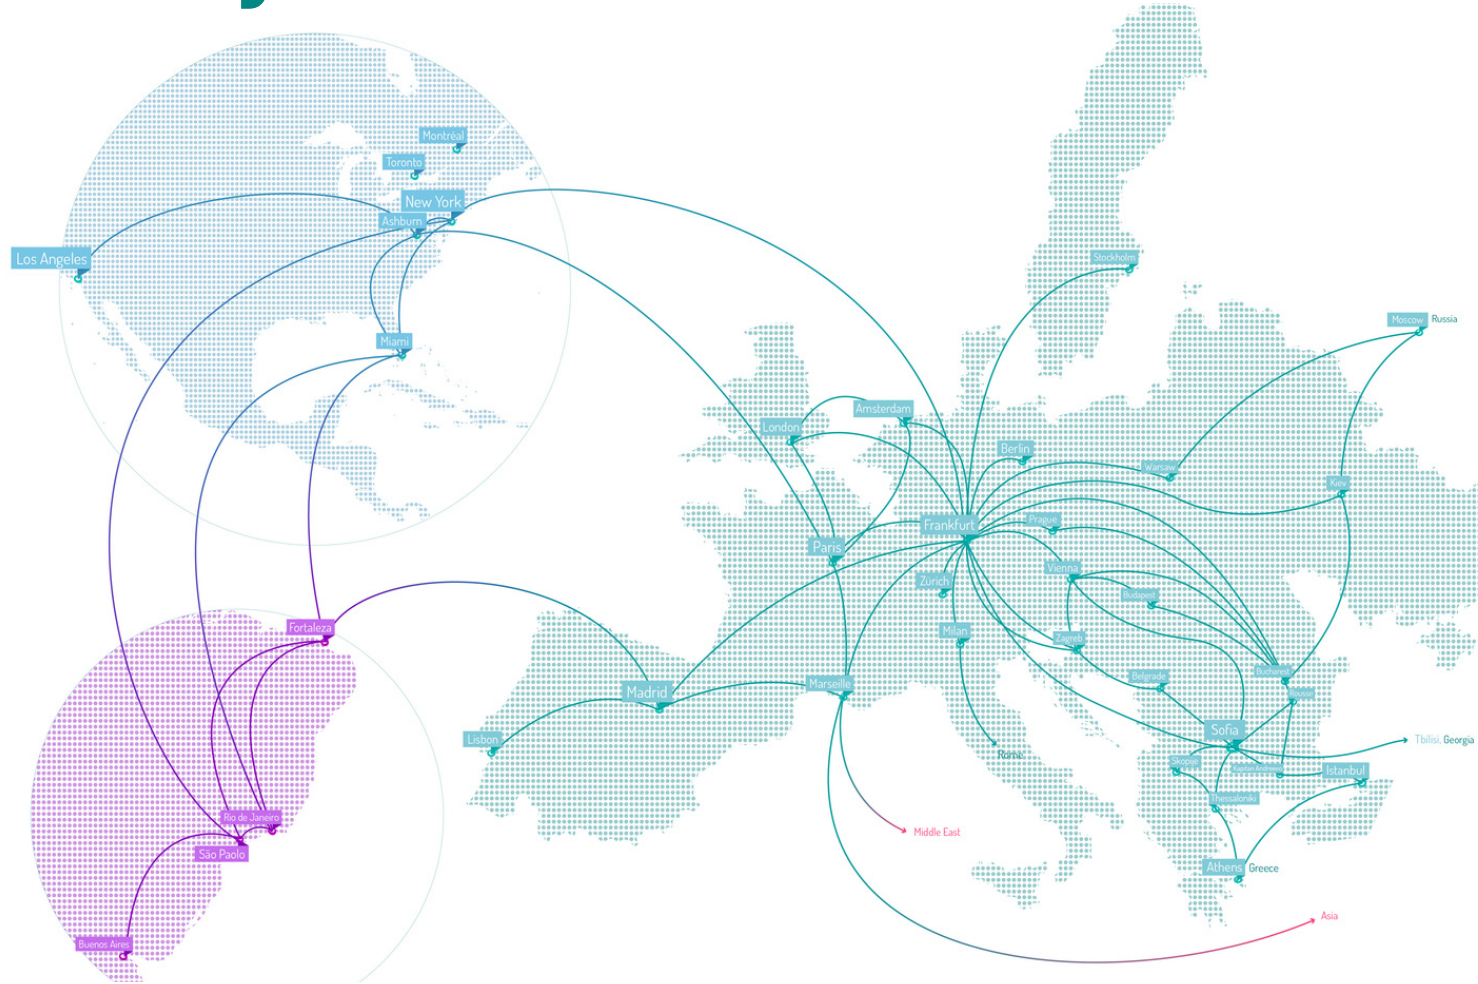 Montréal
Toronto
New York
Ashburn
Los Angeles
Miami
Stockholm
Moscow Russia
Amsterdam
London
Berlin
Warsaw
Kiev
Frankfurt
Prague
Paris
Vienna
Zürich
Budapest
Fortaleza
Milan
Zagreb
Bucharest
Belgrade
Marseille
Madrid
Rousse
Sofia
Lisbon
Tbilisi, Georgia
Rome
Skopje
Istanbul
Thessaloniki
Rio de Janeiro
Middle East
São Paolo
Athens Greece
Asia
Buenos Aires